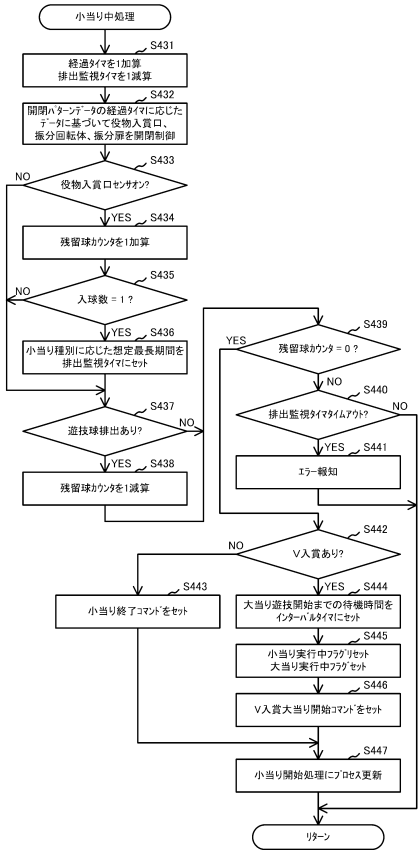 小当り中処理
S431
経過タイマを1加算
排出監視タイマを1減算
S432
開閉パターンデータの経過タイマに応じた
データに基づいて役物入賞口、
振分回転体、振分扉を開閉制御
S433
役物入賞口センサオン?
NO
YES
S434
残留球カウンタを1加算
S435
入球数 = 1 ?
NO
YES
S436
小当り種別に応じた想定最長期間を
排出監視タイマにセット
S437
遊技球排出あり?
NO
YES
S438
残留球カウンタを1減算
S439
残留球カウンタ = 0 ?
YES
NO
S440
排出監視タイマタイムアウト?
NO
YES
S441
エラー報知
S442
V入賞あり?
NO
YES
S443
小当り終了コマンドをセット
S444
大当り遊技開始までの待機時間を
インターバルタイマにセット
S445
小当り実行中フラグリセット
大当り実行中フラグセット
S446
V入賞大当り開始コマンドをセット
S447
小当り開始処理にプロセス更新
リターン